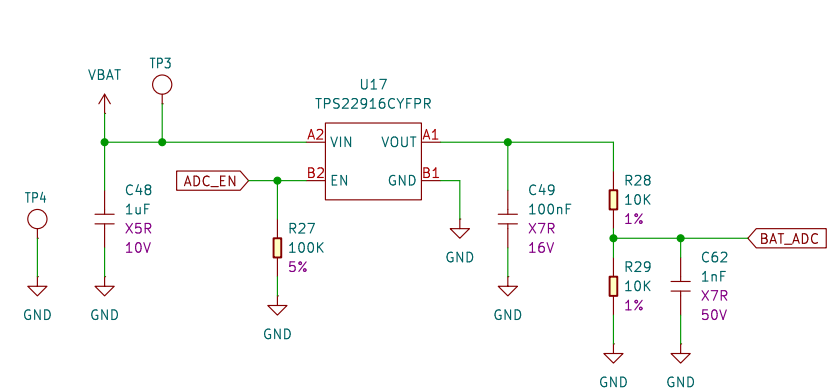 TP3
VBAT
U17
TPS22916CYFPR
A2
VIN
VOUT
A1
ADC_EN
B2
EN
GND
B1
C48
1uF
X5R
10V
C49
100nF
X7R
16V
R28
10K
1%
TP4
R27
100K
5%
BAT_ADC
GND
C62
1nF
X7R
50V
R29
10K
1%
GND
GND
GND
GND
GND
GND